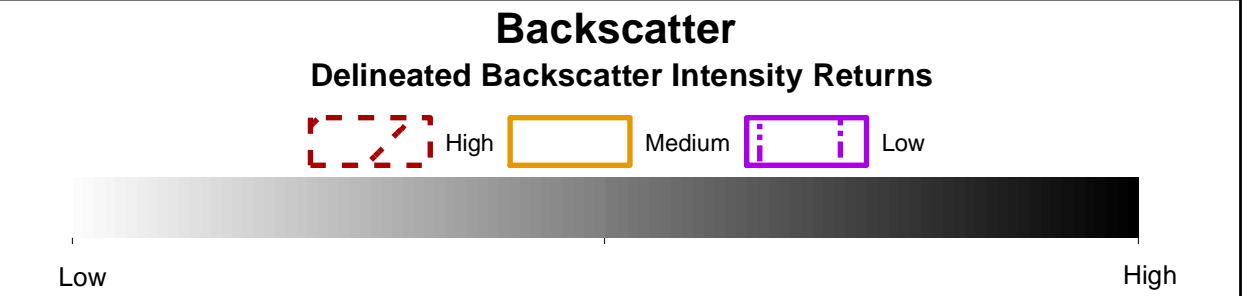 Backscatter
Delineated Backscatter Intensity Returns
High Medium Low
Low High